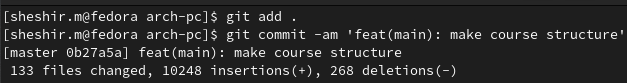 [sheshir.m@fedora arch-pc]$ git add .
[sheshir.m@fedora arch-pc]$ git commit -am 'feat(main): make course structure'
[master 0b27a5a] feat(main): make course structure
 133 files changed, 10248 insertions(+), 268 deletions(-)